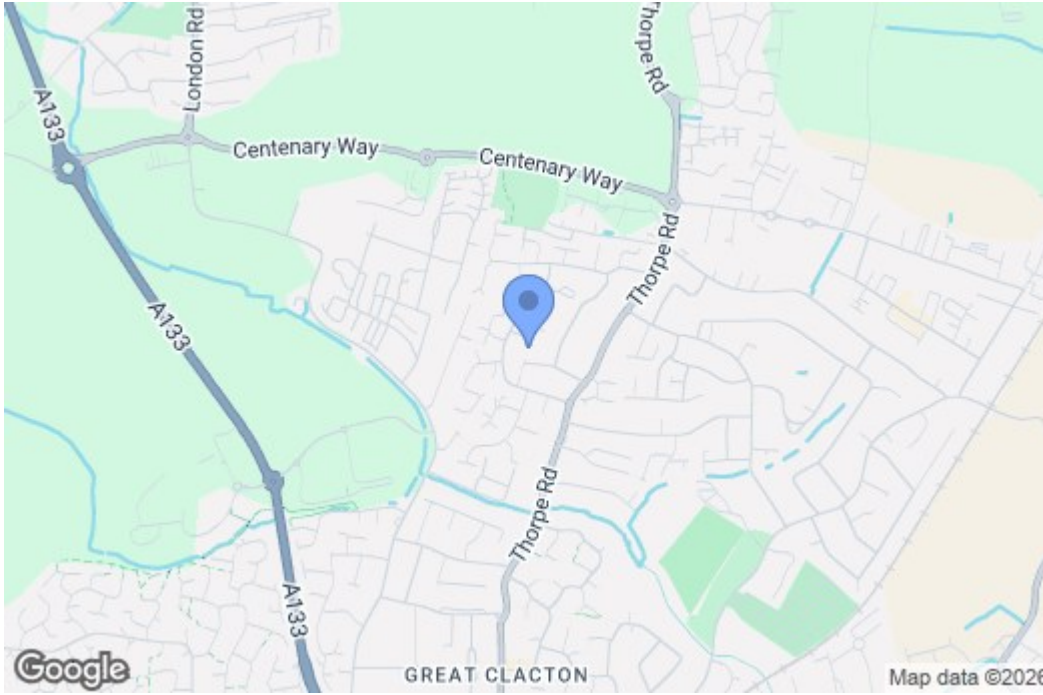 London Rd
Thorpe Rd
A133
Centenary Way
Centenary Way
Thorpe Rd
A133
Thorpe Rd
A133
GREAT CLACTON
Google
Map data ©2026